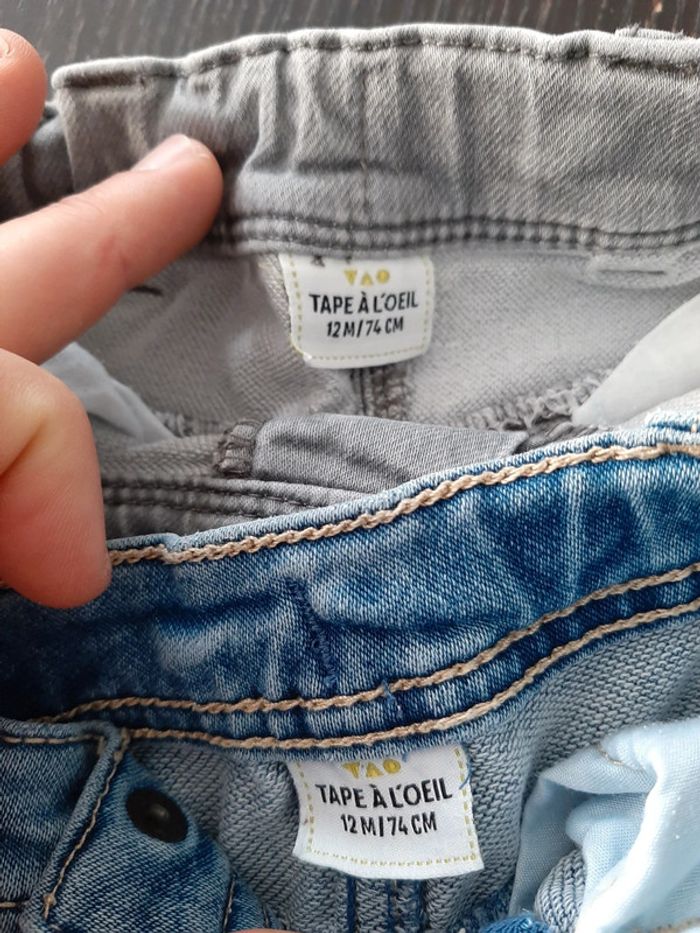 TAO
TAPE À L'OEIL
12 M / 74 CM
TAO
TAPE À L'OEIL
12 M / 74 CM